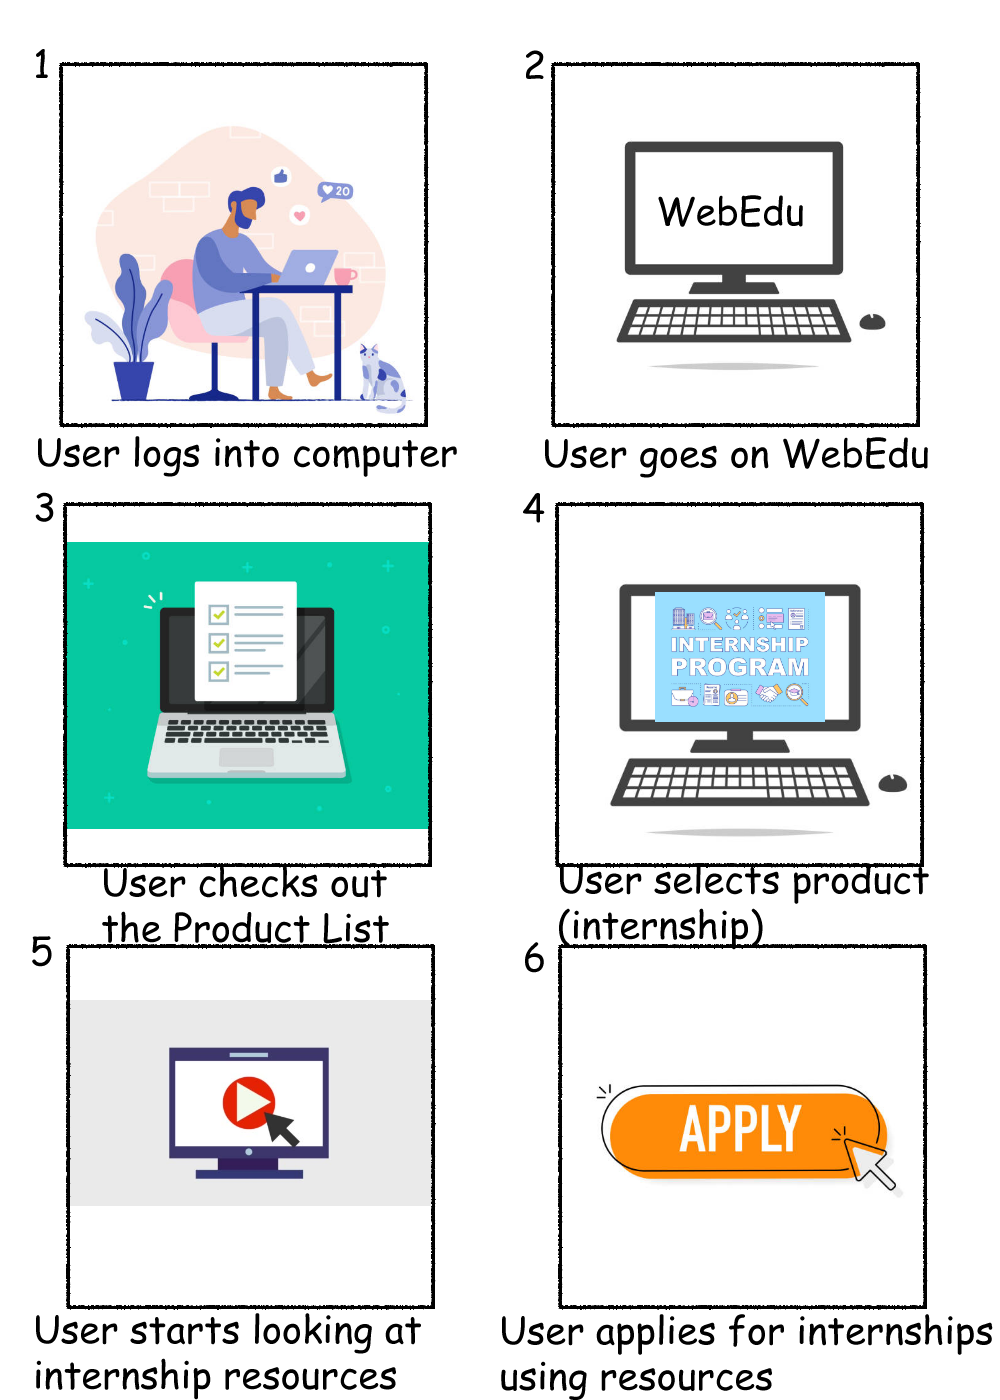 1
2
20
WebEdu
User logs into computer
User goes on WebEdu
3
4
INTERNSHIP
PROGRAM
User checks out
the Product List
User selects product
(internship)
5
6
APPLY
User starts looking at
internship resources
User applies for internships
using resources